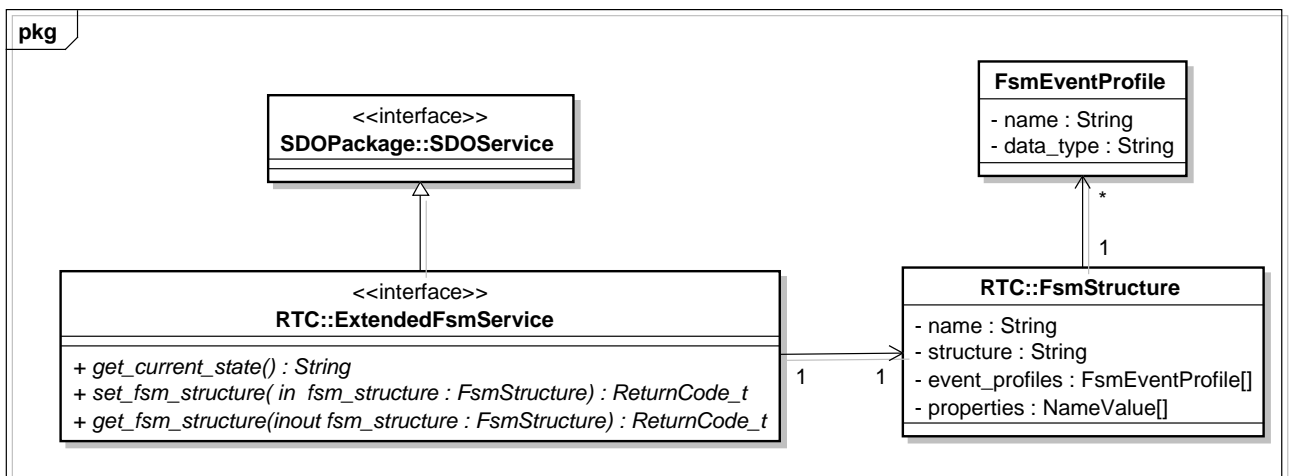 pkg
<<interface>>
SDOPackage::SDOService
FsmEventProfile
- name : String
- data_type : String
*
1
<<interface>>
RTC::ExtendedFsmService
+ get_current_state() : String
+ set_fsm_structure( in fsm_structure : FsmStructure) : ReturnCode_t
+ get_fsm_structure(inout fsm_structure : FsmStructure) : ReturnCode_t
1
1
RTC::FsmStructure
- name : String
- structure : String
- event_profiles : FsmEventProfile[]
- properties : NameValue[]